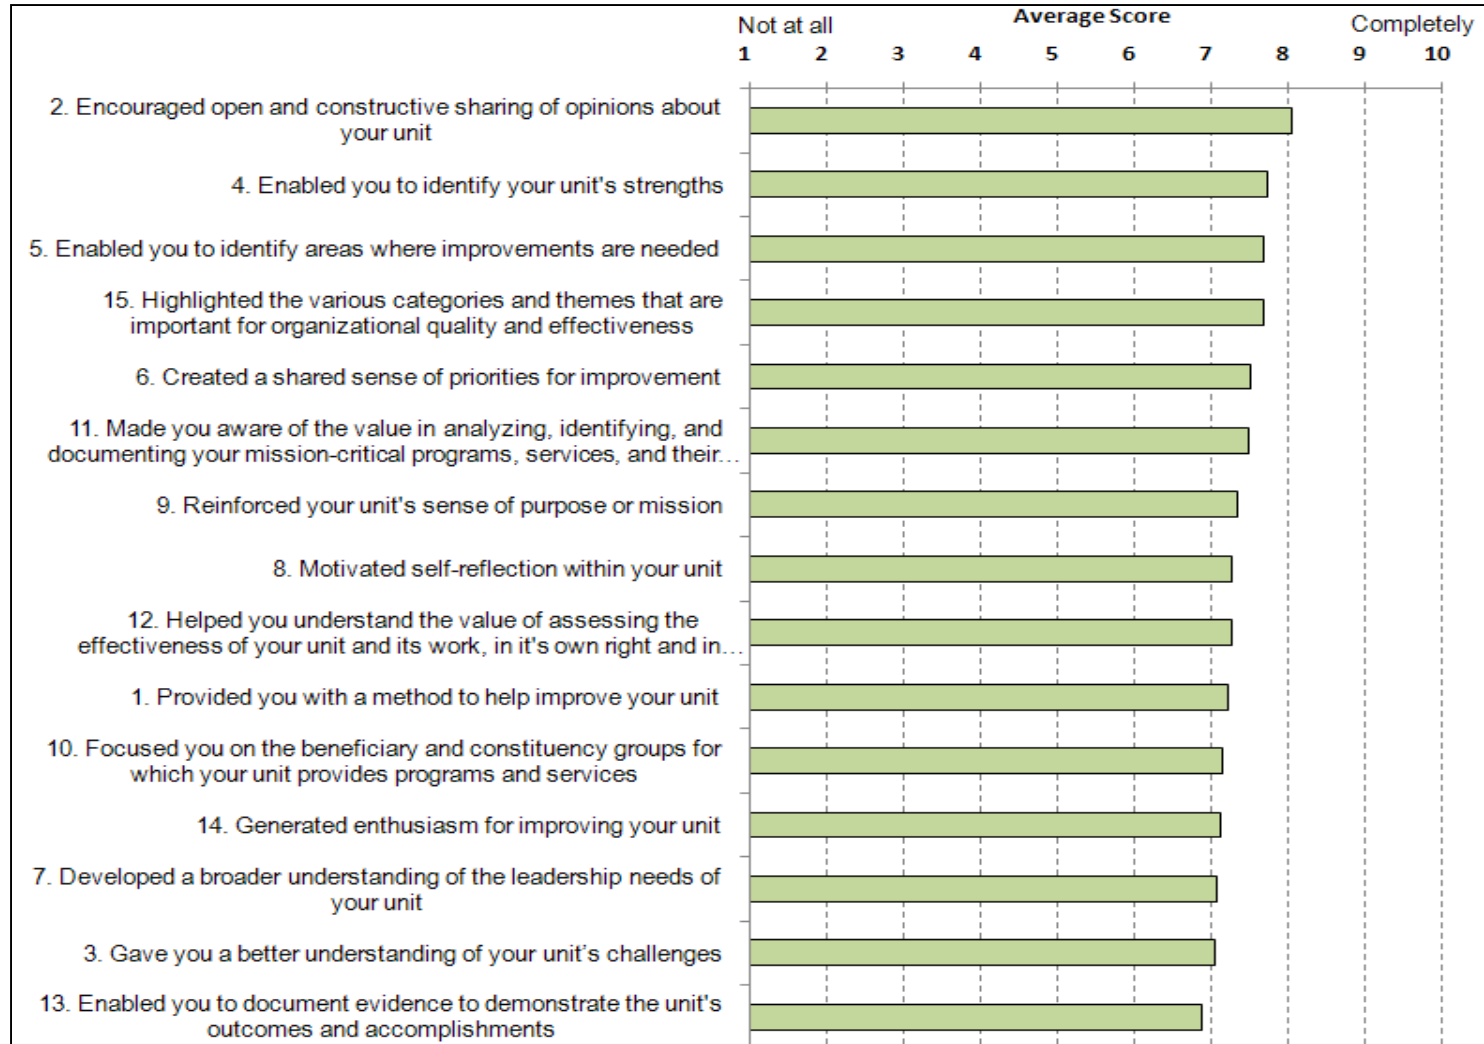 Average Score
Not at all
Completely
1 2 3 4 5 6 7 8 9 10
2. Encouraged open and constructive sharing of opinions about
your unit
4. Enabled you to identify your unit's strengths
5. Enabled you to identify areas where improvements are needed
15. Highlighted the various categories and themes that are
important for organizational quality and effectiveness
6. Created a shared sense of priorities for improvement
11. Made you aware of the value in analyzing, identifying, and
documenting your mission-critical programs, services, and their...
9. Reinforced your unit's sense of purpose or mission
8. Motivated self-reflection within your unit
12. Helped you understand the value of assessing the
effectiveness of your unit and its work, in it's own right and in...
1. Provided you with a method to help improve your unit
10. Focused you on the beneficiary and constituency groups for
which your unit provides programs and services
14. Generated enthusiasm for improving your unit
7. Developed a broader understanding of the leadership needs of
your unit
3. Gave you a better understanding of your unit’s challenges
13. Enabled you to document evidence to demonstrate the unit's
outcomes and accomplishments